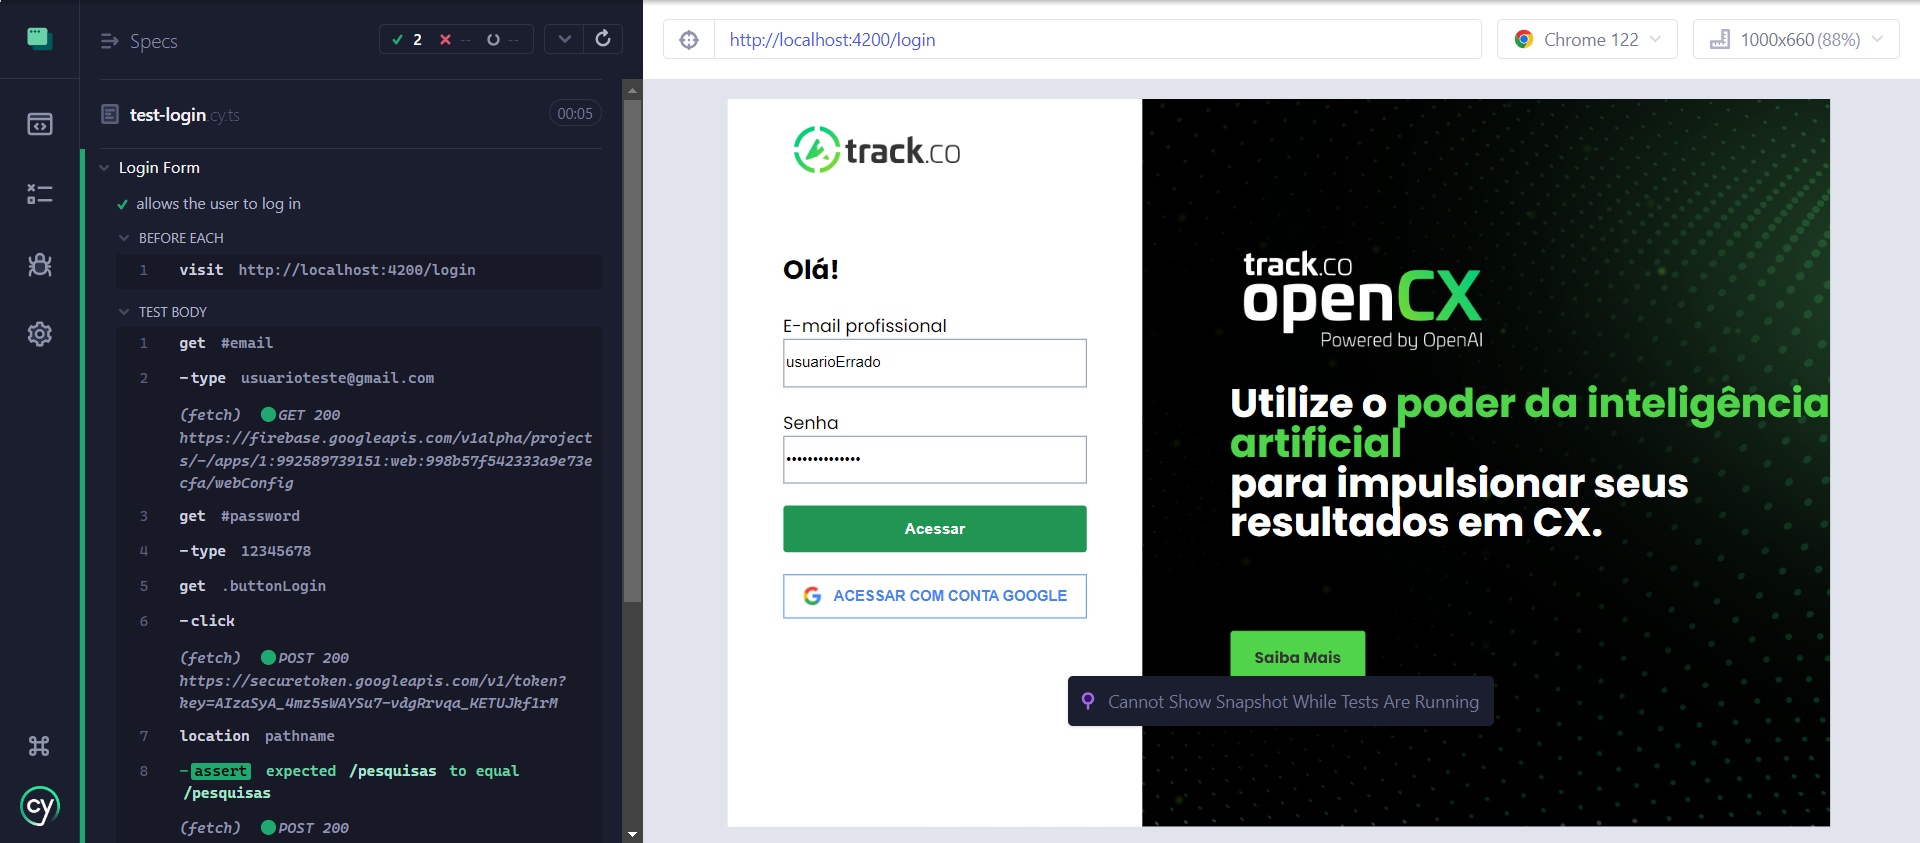 Specs
2 -- --
test-login.cy.ts 00:05
Login Form
allows the user to log in
BEFORE EACH
1 visit http://localhost:4200/login
TEST BODY
1 get #email
2 -type usuarioteste@gmail.com
(fetch) GET 200
https://firebase.googleapis.com/v1alpha/project
s/-/apps/1:992589739151:web:998b57f542333a9e73e
cfa/webConfig
3 get #password
4 -type 12345678
5 get .buttonLogin
6 -click
(fetch) POST 200
https://securetoken.googleapis.com/v1/token?
key=AIzaSyA_4mz5sWAYSu7-vdgRrvqa_KETUJkf1rM
7 location pathname
8 -assert expected /pesquisas to equal
/pesquisas
(fetch) POST 200
cy
http://localhost:4200/login
Chrome 122
1000x660 (88%)
track.co
Olá!
E-mail profissional
usuarioErrado
Senha
••••••••••••••
Acessar
ACESSAR COM CONTA GOOGLE
track.co
openCX
Powered by OpenAI
Utilize o poder da inteligência
artificial
para impulsionar seus
resultados em CX.
Saiba Mais
Cannot Show Snapshot While Tests Are Running